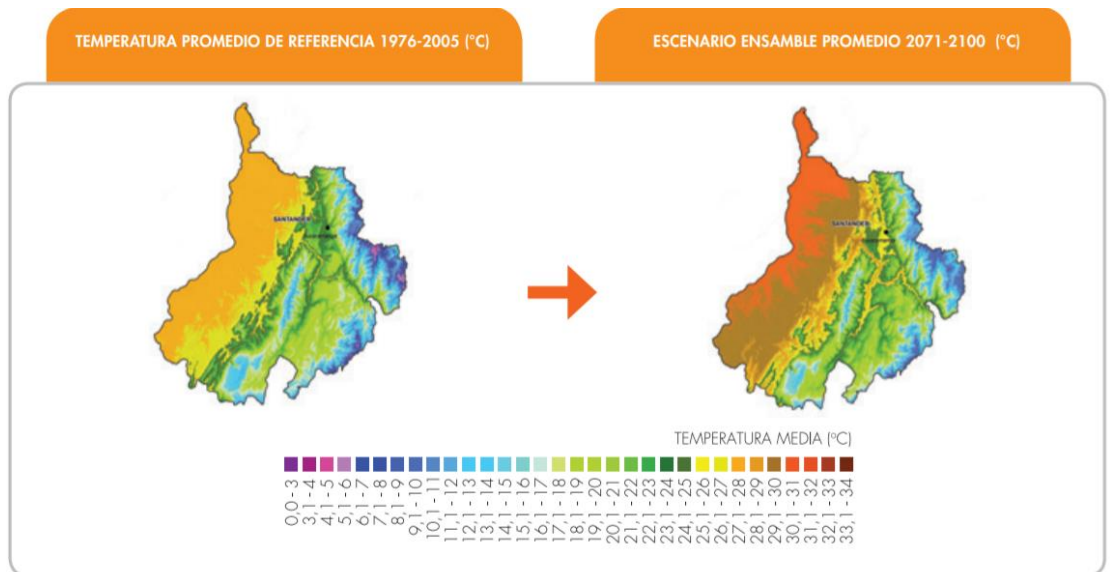 TEMPERATURA PROMEDIO DE REFERENCIA 1976-2005 (°C)
ESCENARIO ENSAMBLE PROMEDIO 2071-2100 (°C)
SANTANDER
SANTANDER
TEMPERATURA MEDIA (°C)
0,0 - 3
3,1 - 4
4,1 - 5
5,1 - 6
6,1 - 7
7,1 - 8
8,1 - 9
9,1 - 10
10,1 - 11
11,1 - 12
12,1 - 13
13,1 - 14
14,1 - 15
15,1 - 16
16,1 - 17
17,1 - 18
18,1 - 19
19,1 - 20
20,1 - 21
21,1 - 22
22,1 - 23
23,1 - 24
24,1 - 25
25,1 - 26
26,1 - 27
27,1 - 28
28,1 - 29
29,1 - 30
30,1 - 31
31,1 - 32
32,1 - 33
33,1 - 34